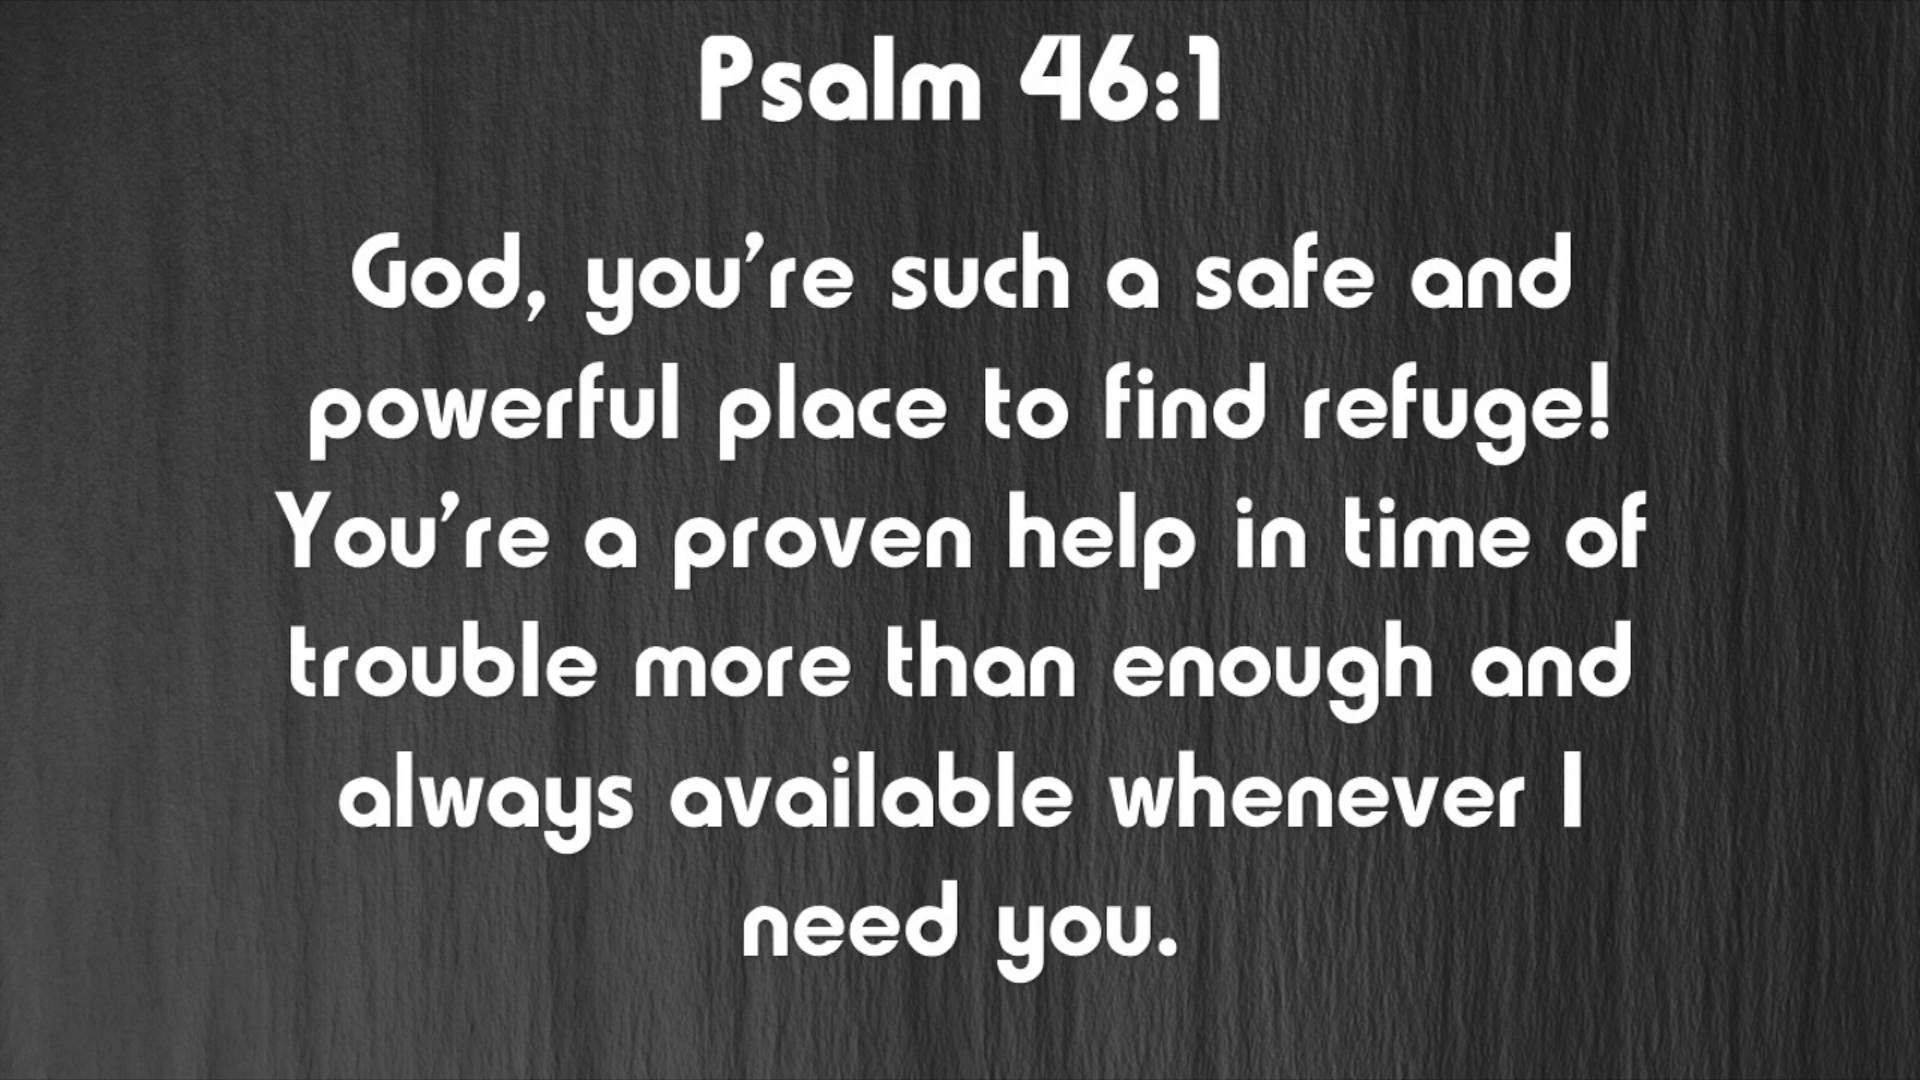 Psalm 46:1
God, you're such a safe and
powerful place to find refuge!
You're a proven help in time of
trouble more than enough and
always available whenever I
need you.